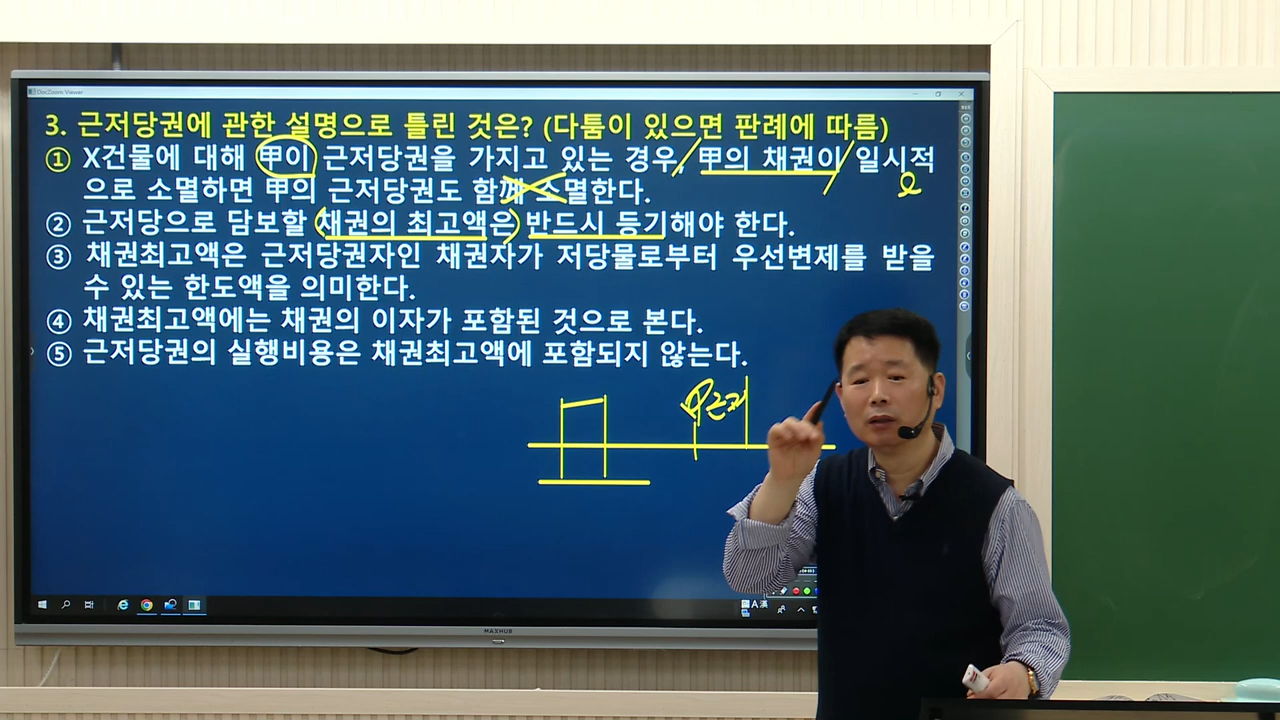 DocZoom Viewer
3. 근저당권에 관한 설명으로 틀린 것은? (다툼이 있으면 판례에 따름)
① X건물에 대해 甲이 근저당권을 가지고 있는 경우, 甲의 채권이 일시적
으로 소멸하면 甲의 근저당권도 함께 소멸한다.
② 근저당으로 담보할 채권의 최고액은 반드시 등기해야 한다.
③ 채권최고액은 근저당권자인 채권자가 저당물로부터 우선변제를 받을
수 있는 한도액을 의미한다.
④ 채권최고액에는 채권의 이자가 포함된 것으로 본다.
⑤ 근저당권의 실행비용은 채권최고액에 포함되지 않는다.
甲근저
A 漢
MAXHUB